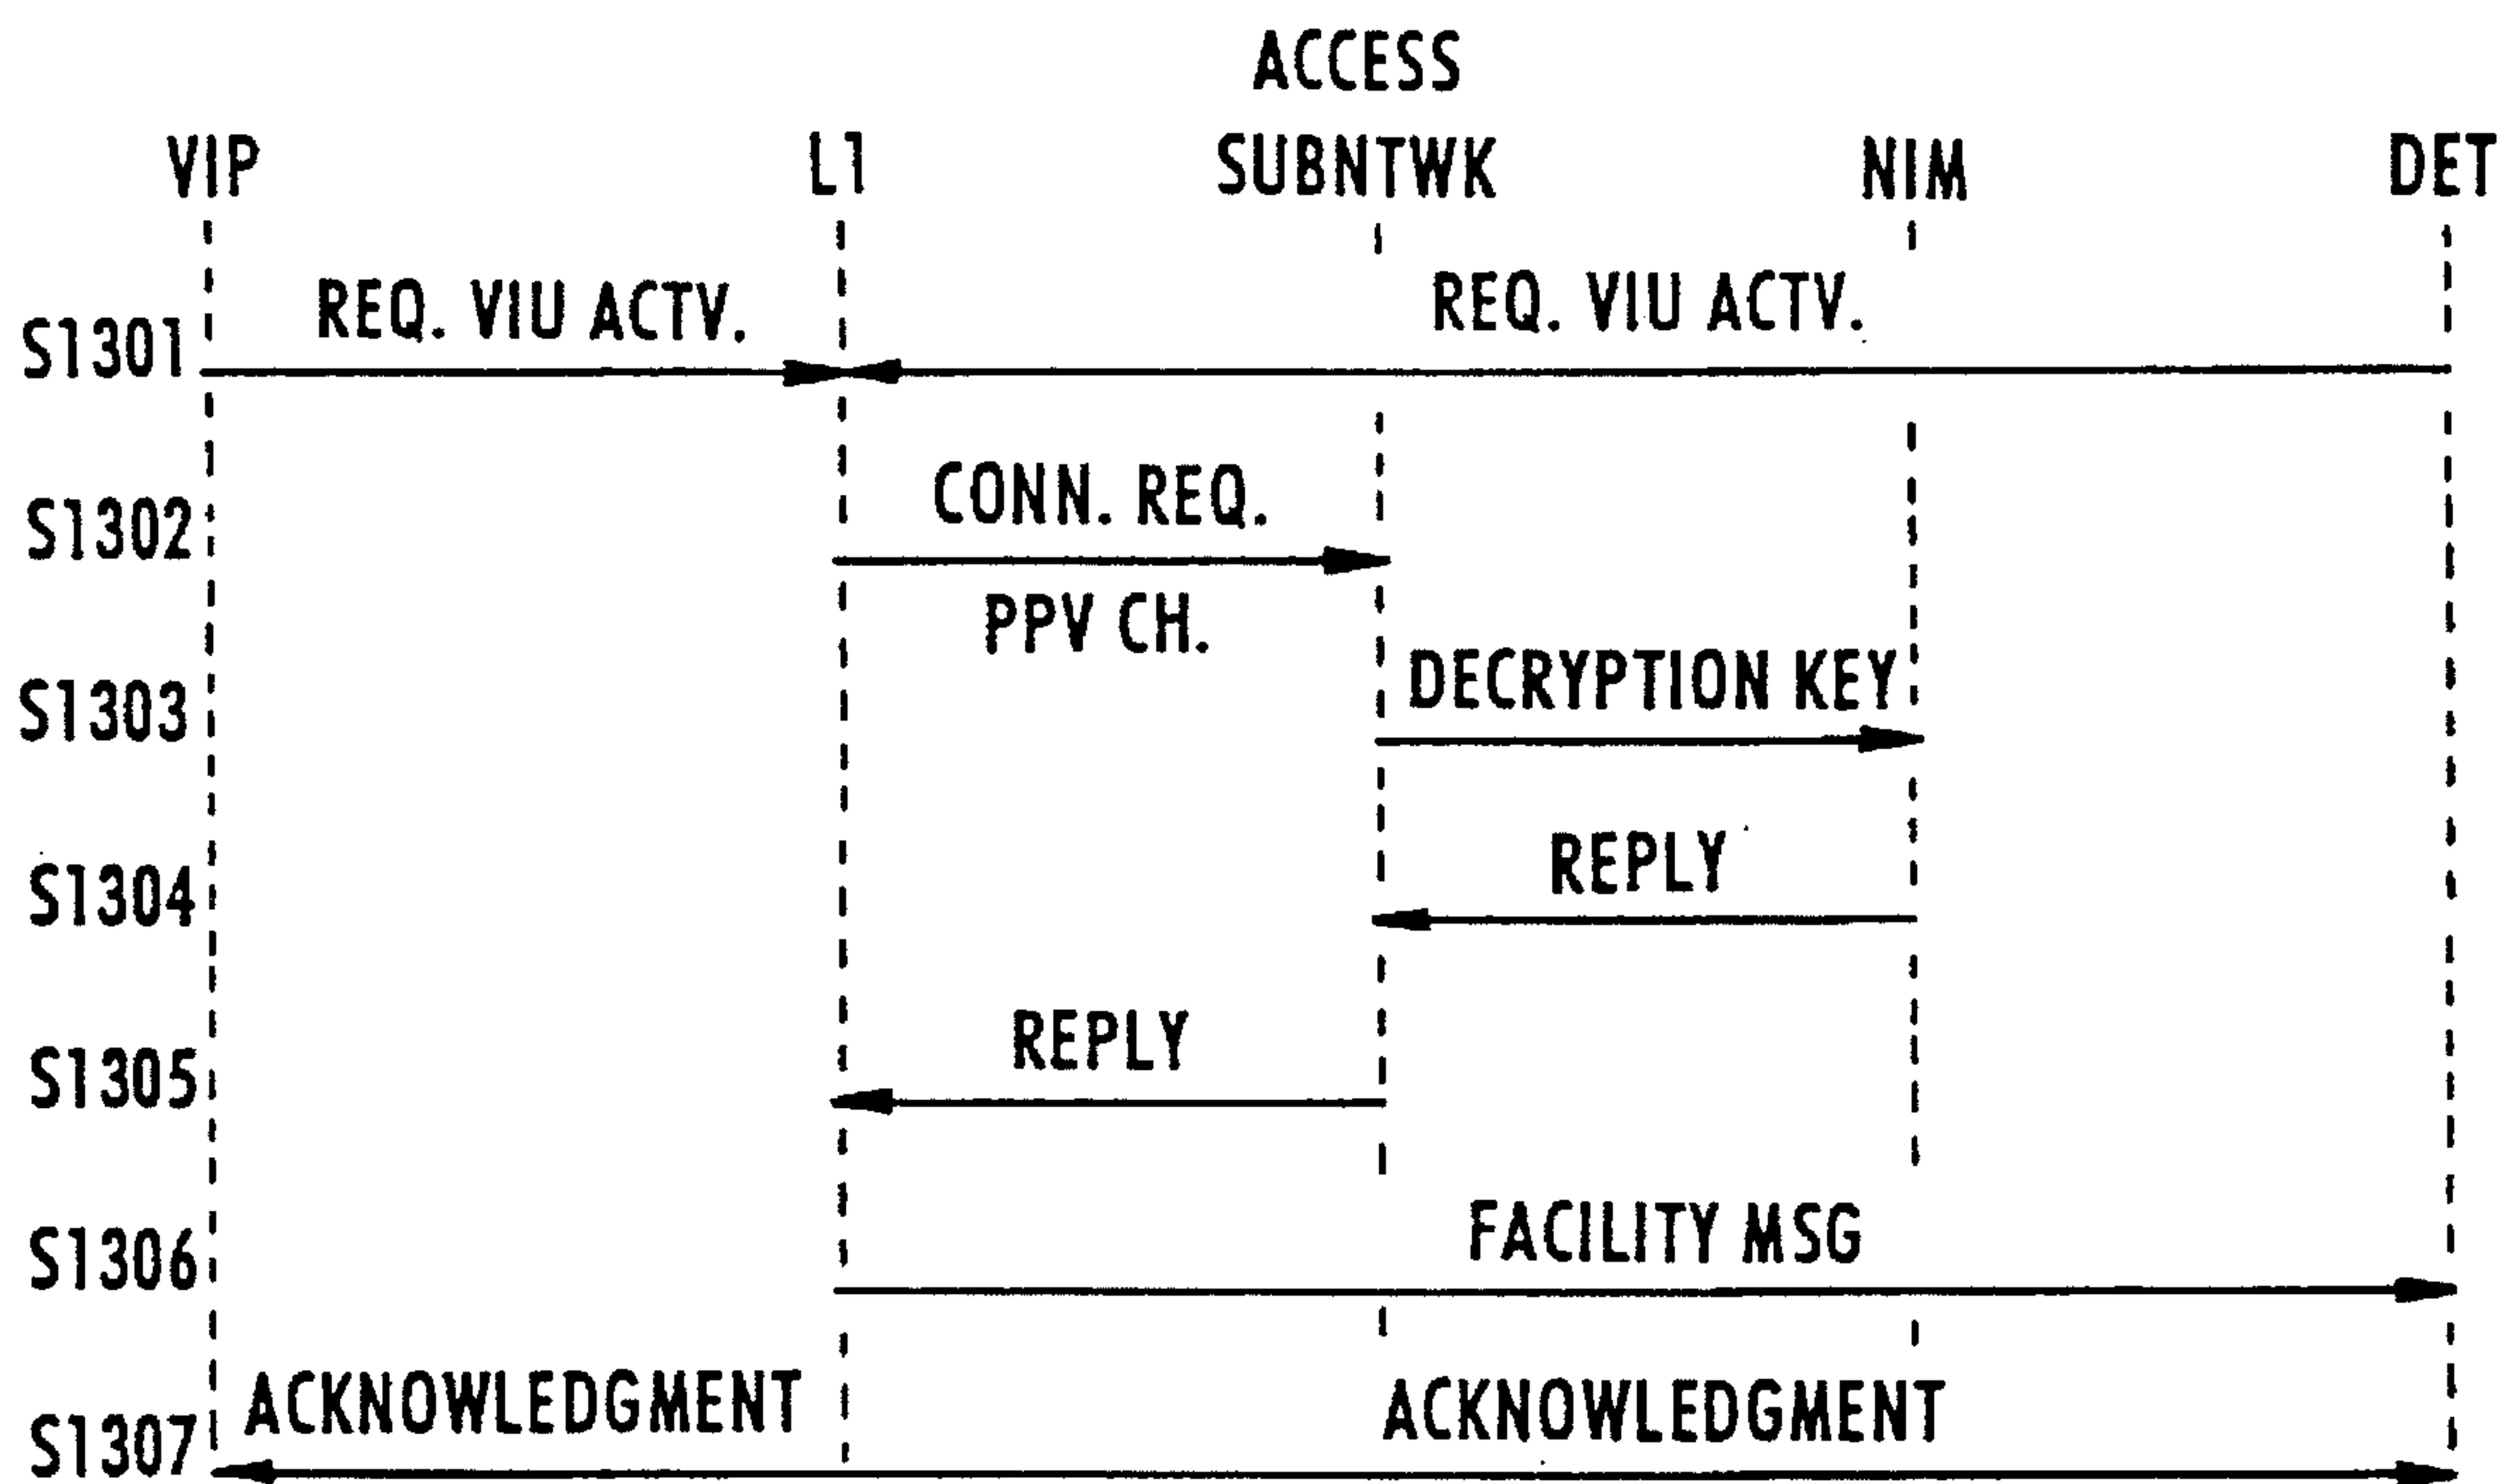 ACCESS
VIP L1 SUBNTWK NIM DET
REQ. VIU ACTV. REQ. VIU ACTV.
S1301
CONN. REQ.
S1302
PPV CH.
DECRYPTION KEY
S1303
REPLY
S1304
REPLY
S1305
FACILITY MSG
S1306
ACKNOWLEDGMENT ACKNOWLEDGMENT
S1307